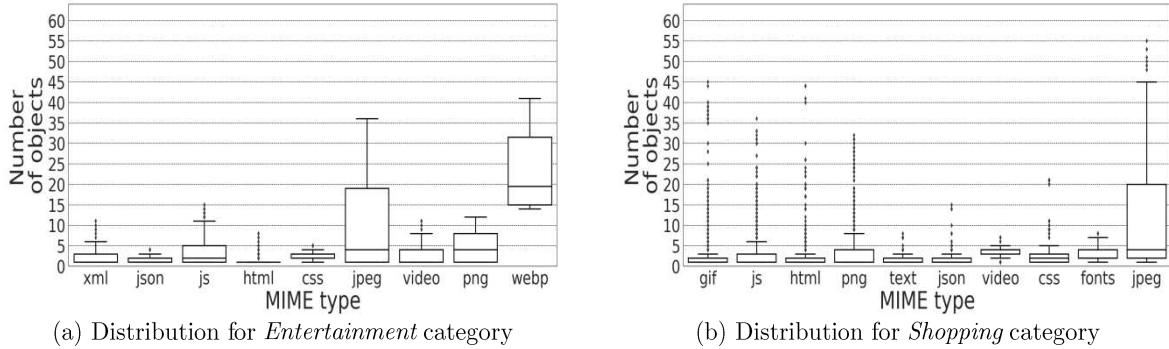 60
55
50
45
40
35
30
25
20
15
10
5
0
Number
of objects
xml json js html css jpeg video png webp
MIME type
(a) Distribution for Entertainment category
60
55
50
45
40
35
30
25
20
15
10
5
0
Number
of objects
gif js html png text json video css fonts jpeg
MIME type
(b) Distribution for Shopping category